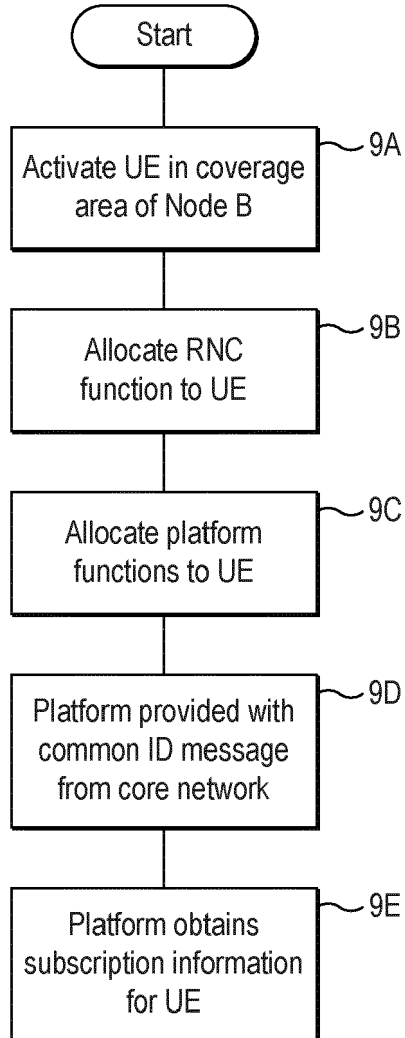 Start
Activate UE in coverage
area of Node B
9A
Allocate RNC
function to UE
9B
Allocate platform
functions to UE
9C
Platform provided with
common ID message
from core network
9D
Platform obtains
subscription information
for UE
9E